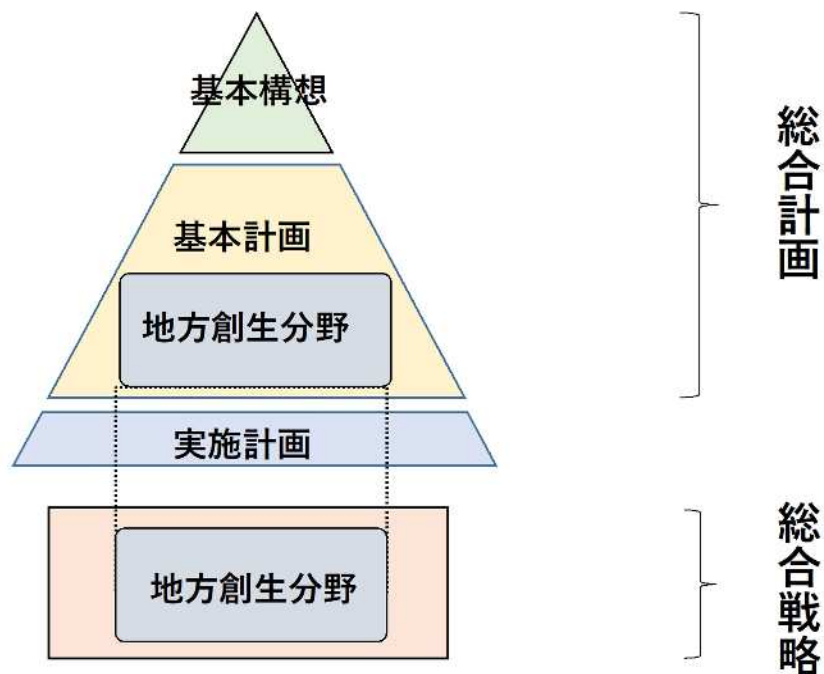 基本構想
基本計画
地方創生分野
実施計画
地方創生分野
総合計画
総合戦略